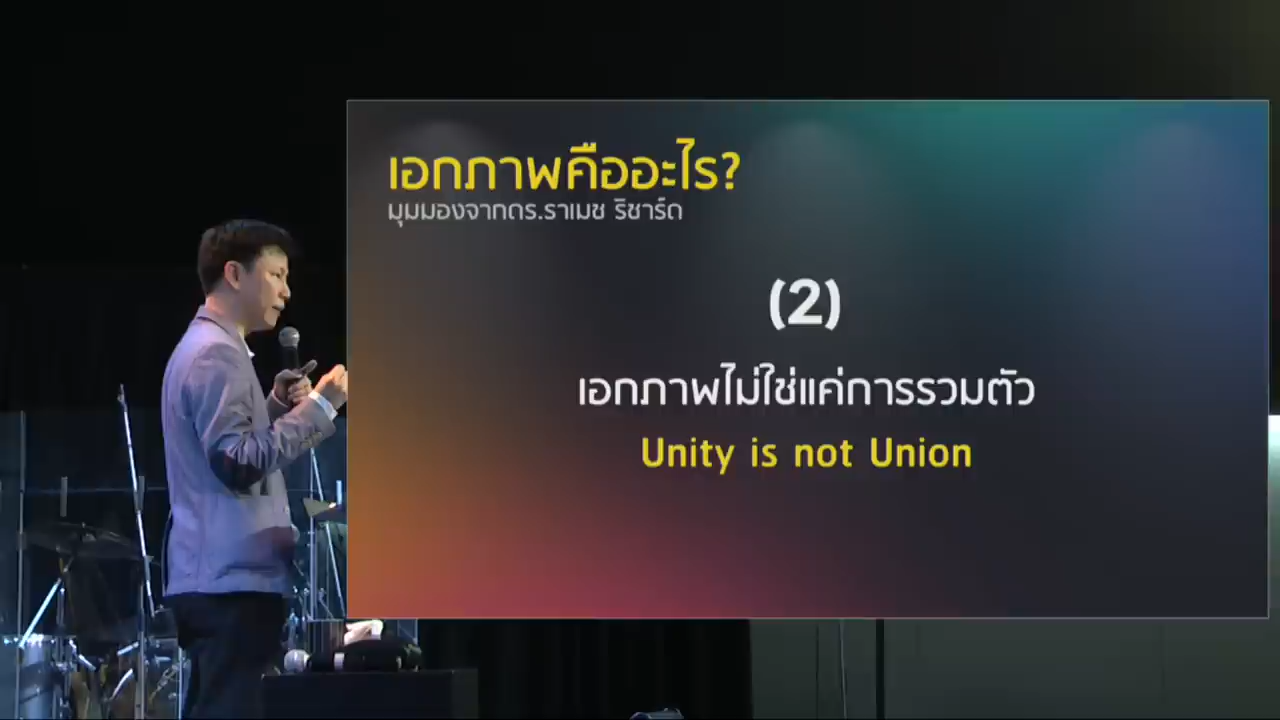 เอกภาพคืออะไร?
มุมมองจากดร.ราเมช ริชาร์ด
(2)
เอกภาพไม่ใช่แค่การรวมตัว
Unity is not Union